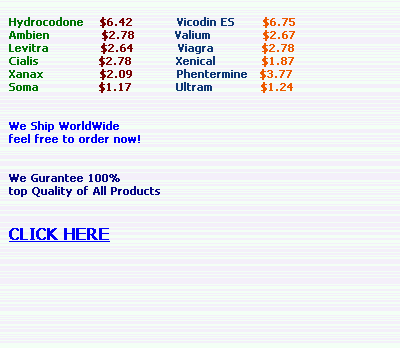 Hydrocodone $6.42 Vicodin ES $6.75
Ambien $2.78 Valium $2.67
Levitra $2.64 Viagra $2.78
Cialis $2.78 Xenical $1.87
Xanax $2.09 Phentermine $3.77
Soma $1.17 Ultram $1.24
We Ship WorldWide
feel free to order now!
We Gurantee 100%
top Quality of All Products
CLICK HERE